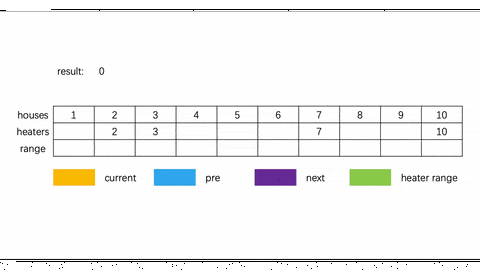 result: 0
houses 1 2 3 4 5 6 7 8 9 10
heaters 2 3 7 10
range
current pre next heater range